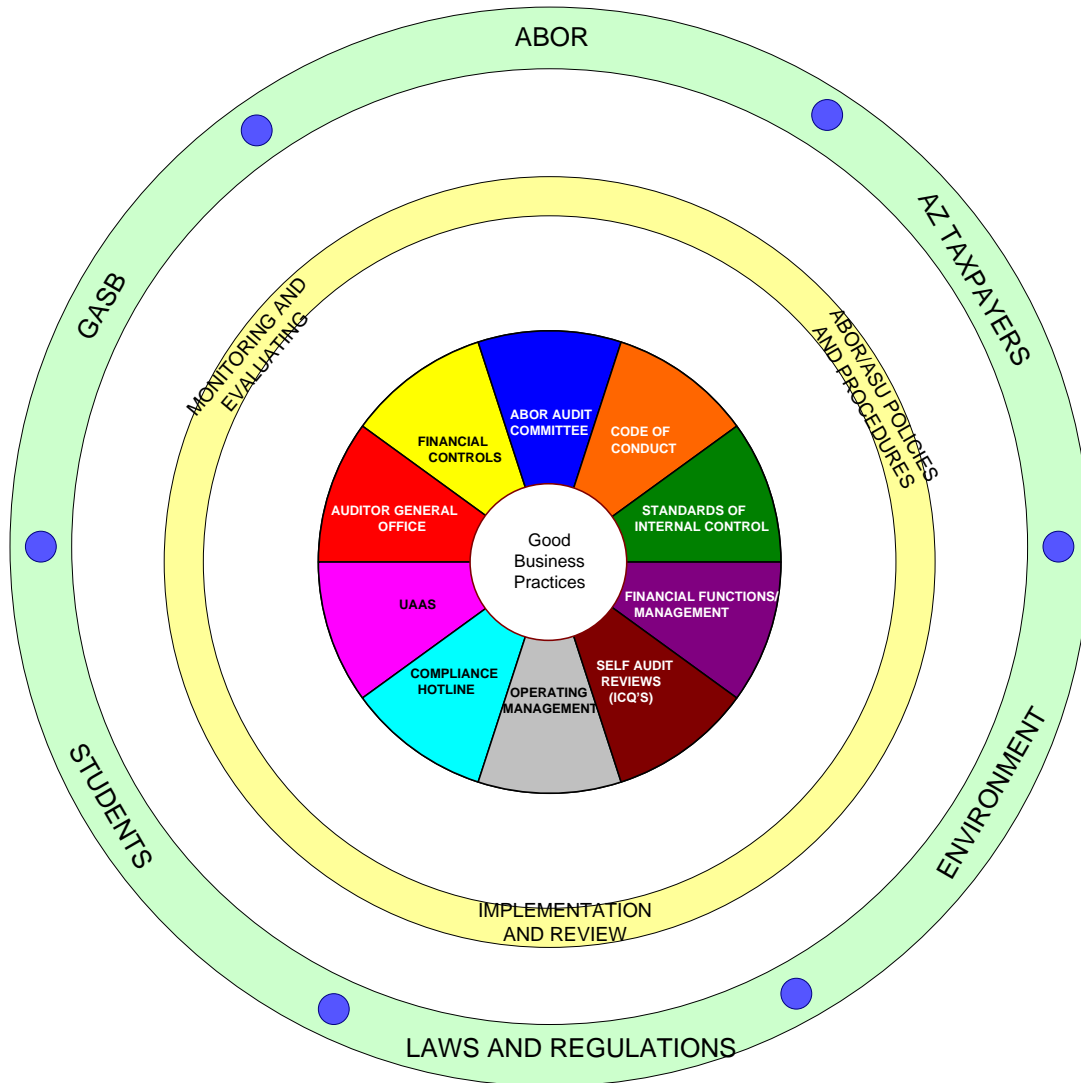 ABOR
AZ TAXPAYERS
ENVIRONMENT
LAWS AND REGULATIONS
STUDENTS
GASB
MONITORING AND
EVALUATING
ABOR/ASU POLICIES
AND PROCEDURES
IMPLEMENTATION
AND REVIEW
ABOR AUDIT
COMMITTEE
CODE OF
CONDUCT
STANDARDS OF
INTERNAL CONTROL
FINANCIAL FUNCTIONS/
MANAGEMENT
SELF AUDIT
REVIEWS
(ICQ'S)
OPERATING
MANAGEMENT
COMPLIANCE
HOTLINE
UAAS
AUDITOR GENERAL
OFFICE
FINANCIAL
CONTROLS
Good
Business
Practices